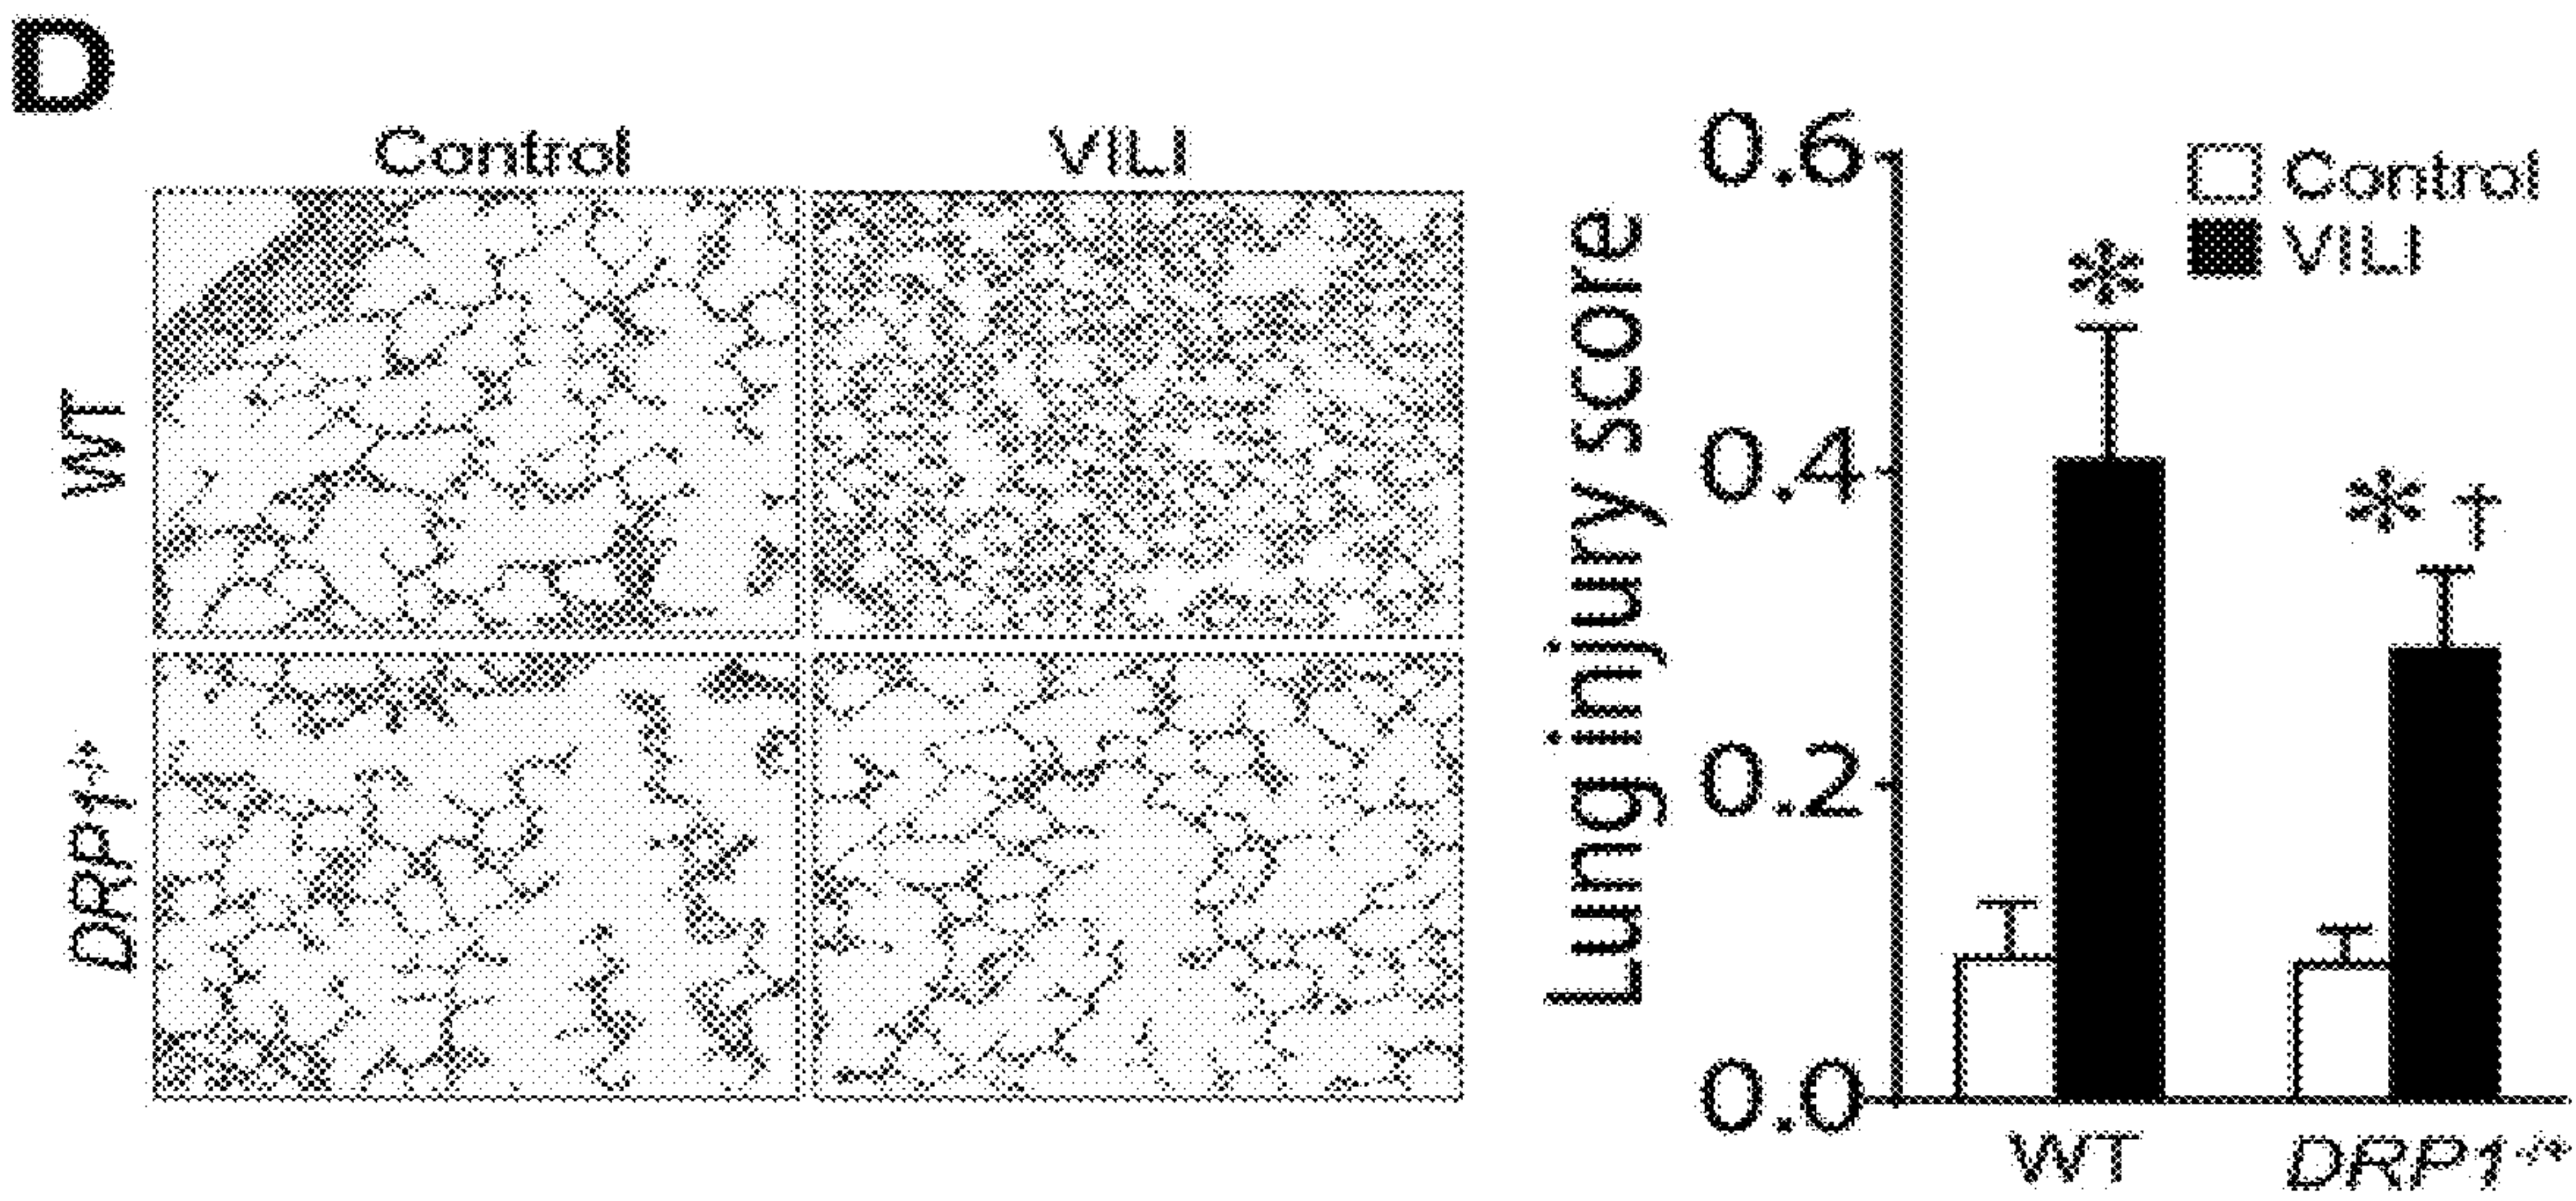 D
Control
VILI
WT
DRP1-/+
Lung injury score
0.6
0.4
0.2
0.0
Control
VILI
*
* †
WT
DRP1-/+